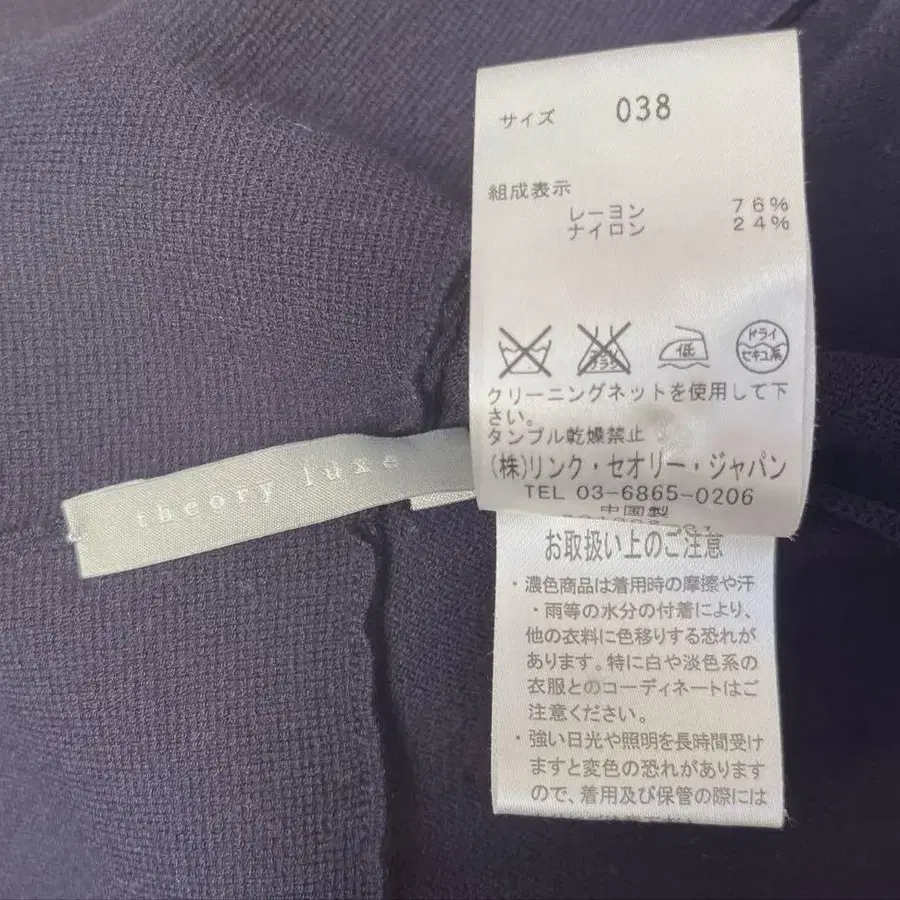 サイズ 038
組成表示
レーヨン 76%
ナイロン 24%
低
ドライ
セキユ系
クリーニングネットを使用して下
さい。
タンブル乾燥禁止
(株)リンク・セオリー・ジャパン
TEL 03-6865-0206
中国製
theory luxe
お取扱い上のご注意
・濃色商品は着用時の摩擦や汗
・雨等の水分の付着により、
他の衣料に色移りする恐れが
あります。特に白や淡色系の
衣服とのコーディネートはご
注意ください。
・強い日光や照明を長時間受け
ますと変色の恐れがあります
ので、着用及び保管の際には